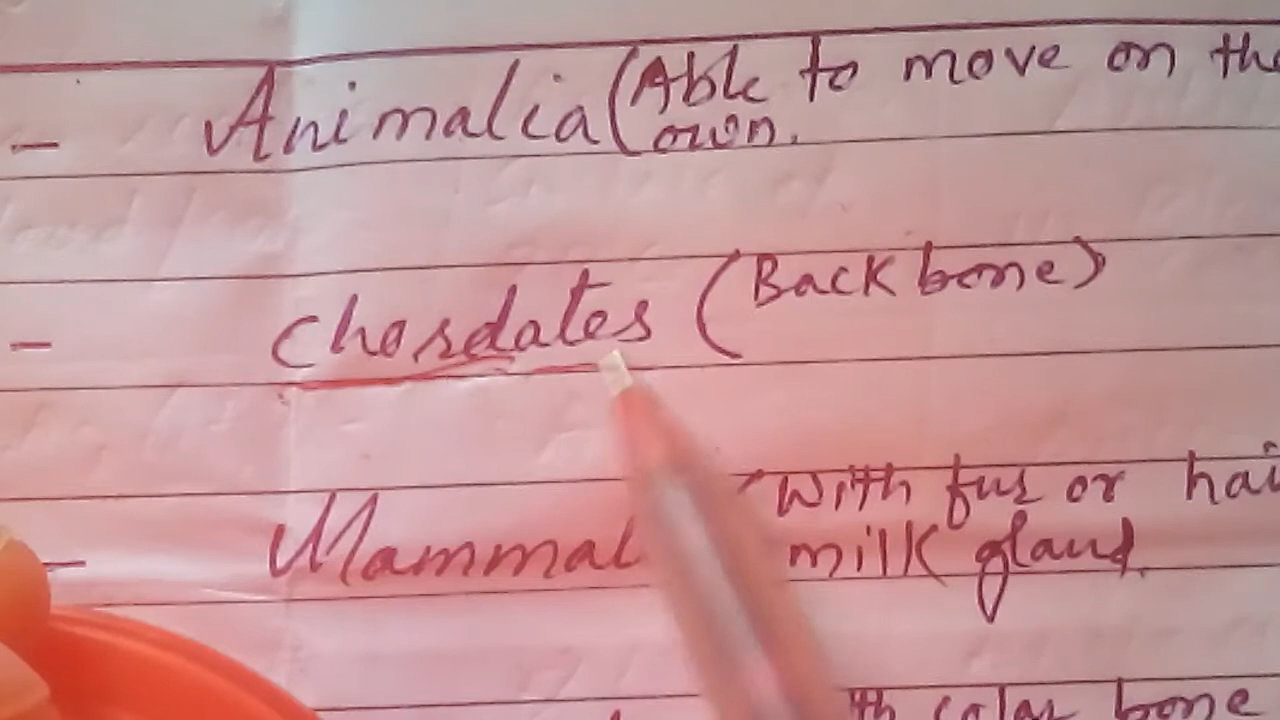 - Animalia (Able to move on the
own.
- Chordates (Back bone)
- Mammal With fur or hai
milk gland.
th colar bone